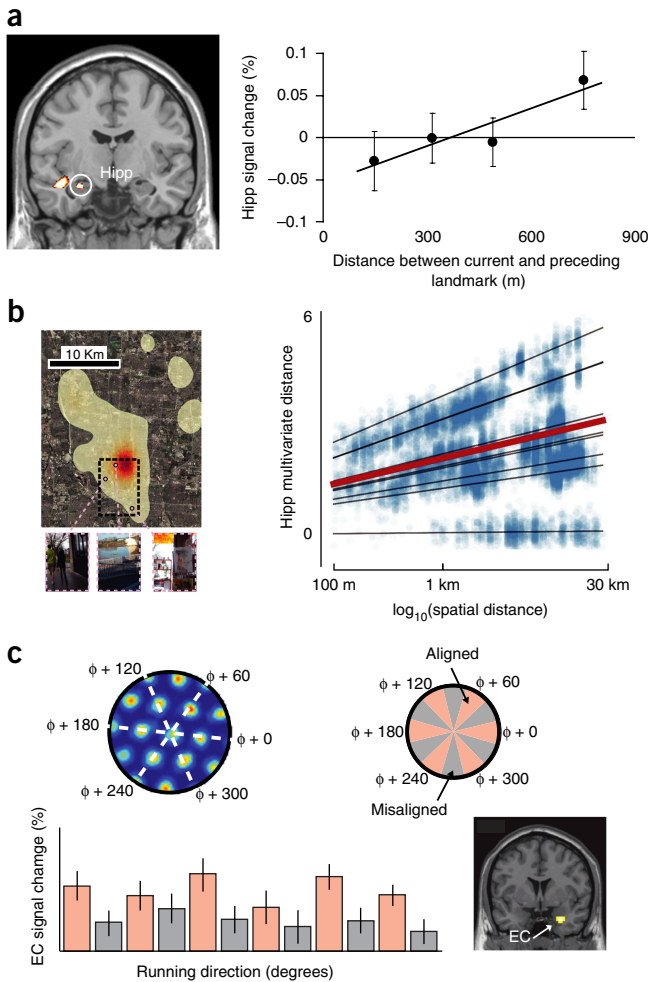 a
Hipp
Hipp signal change (%)
0.1
0.05
0
–0.05
–0.1
0
300
600
900
Distance between current and preceding
landmark (m)
b
10 Km
Hipp multivariate distance
6
3
0
100 m
1 km
30 km
log10(spatial distance)
c
ϕ + 120
ϕ + 60
ϕ + 180
ϕ + 0
ϕ + 240
ϕ + 300
Aligned
ϕ + 120
ϕ + 60
ϕ + 180
ϕ + 0
ϕ + 240
ϕ + 300
Misaligned
EC signal chamge (%)
Running direction (degrees)
EC